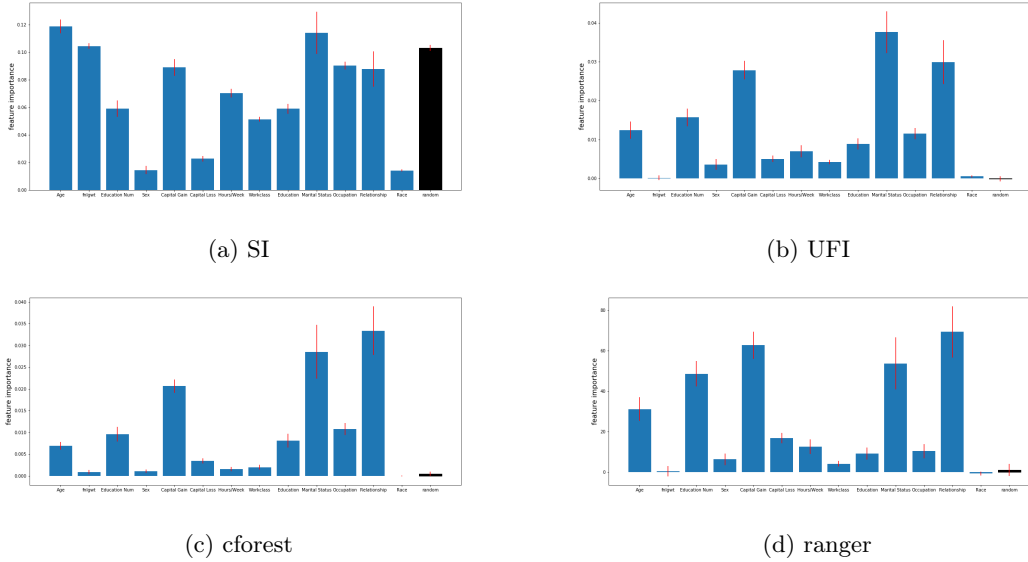 feature importance
0.12
0.10
0.08
0.06
0.04
0.02
0.00
Age fnlgwt Education Num Sex Capital Gain Capital Loss Hours/Week Workclass Education Marital Status Occupation Relationship Race random
(a) SI
feature importance
0.04
0.03
0.02
0.01
0.00
Age fnlgwt Education Num Sex Capital Gain Capital Loss Hours/Week Workclass Education Marital Status Occupation Relationship Race random
(b) UFI
feature importance
0.040
0.035
0.030
0.025
0.020
0.015
0.010
0.005
0.000
Age fnlgwt Education Num Sex Capital Gain Capital Loss Hours/Week Workclass Education Marital Status Occupation Relationship Race random
(c) cforest
feature importance
80
60
40
20
0
Age fnlgwt Education Num Sex Capital Gain Capital Loss Hours/Week Workclass Education Marital Status Occupation Relationship Race random
(d) ranger